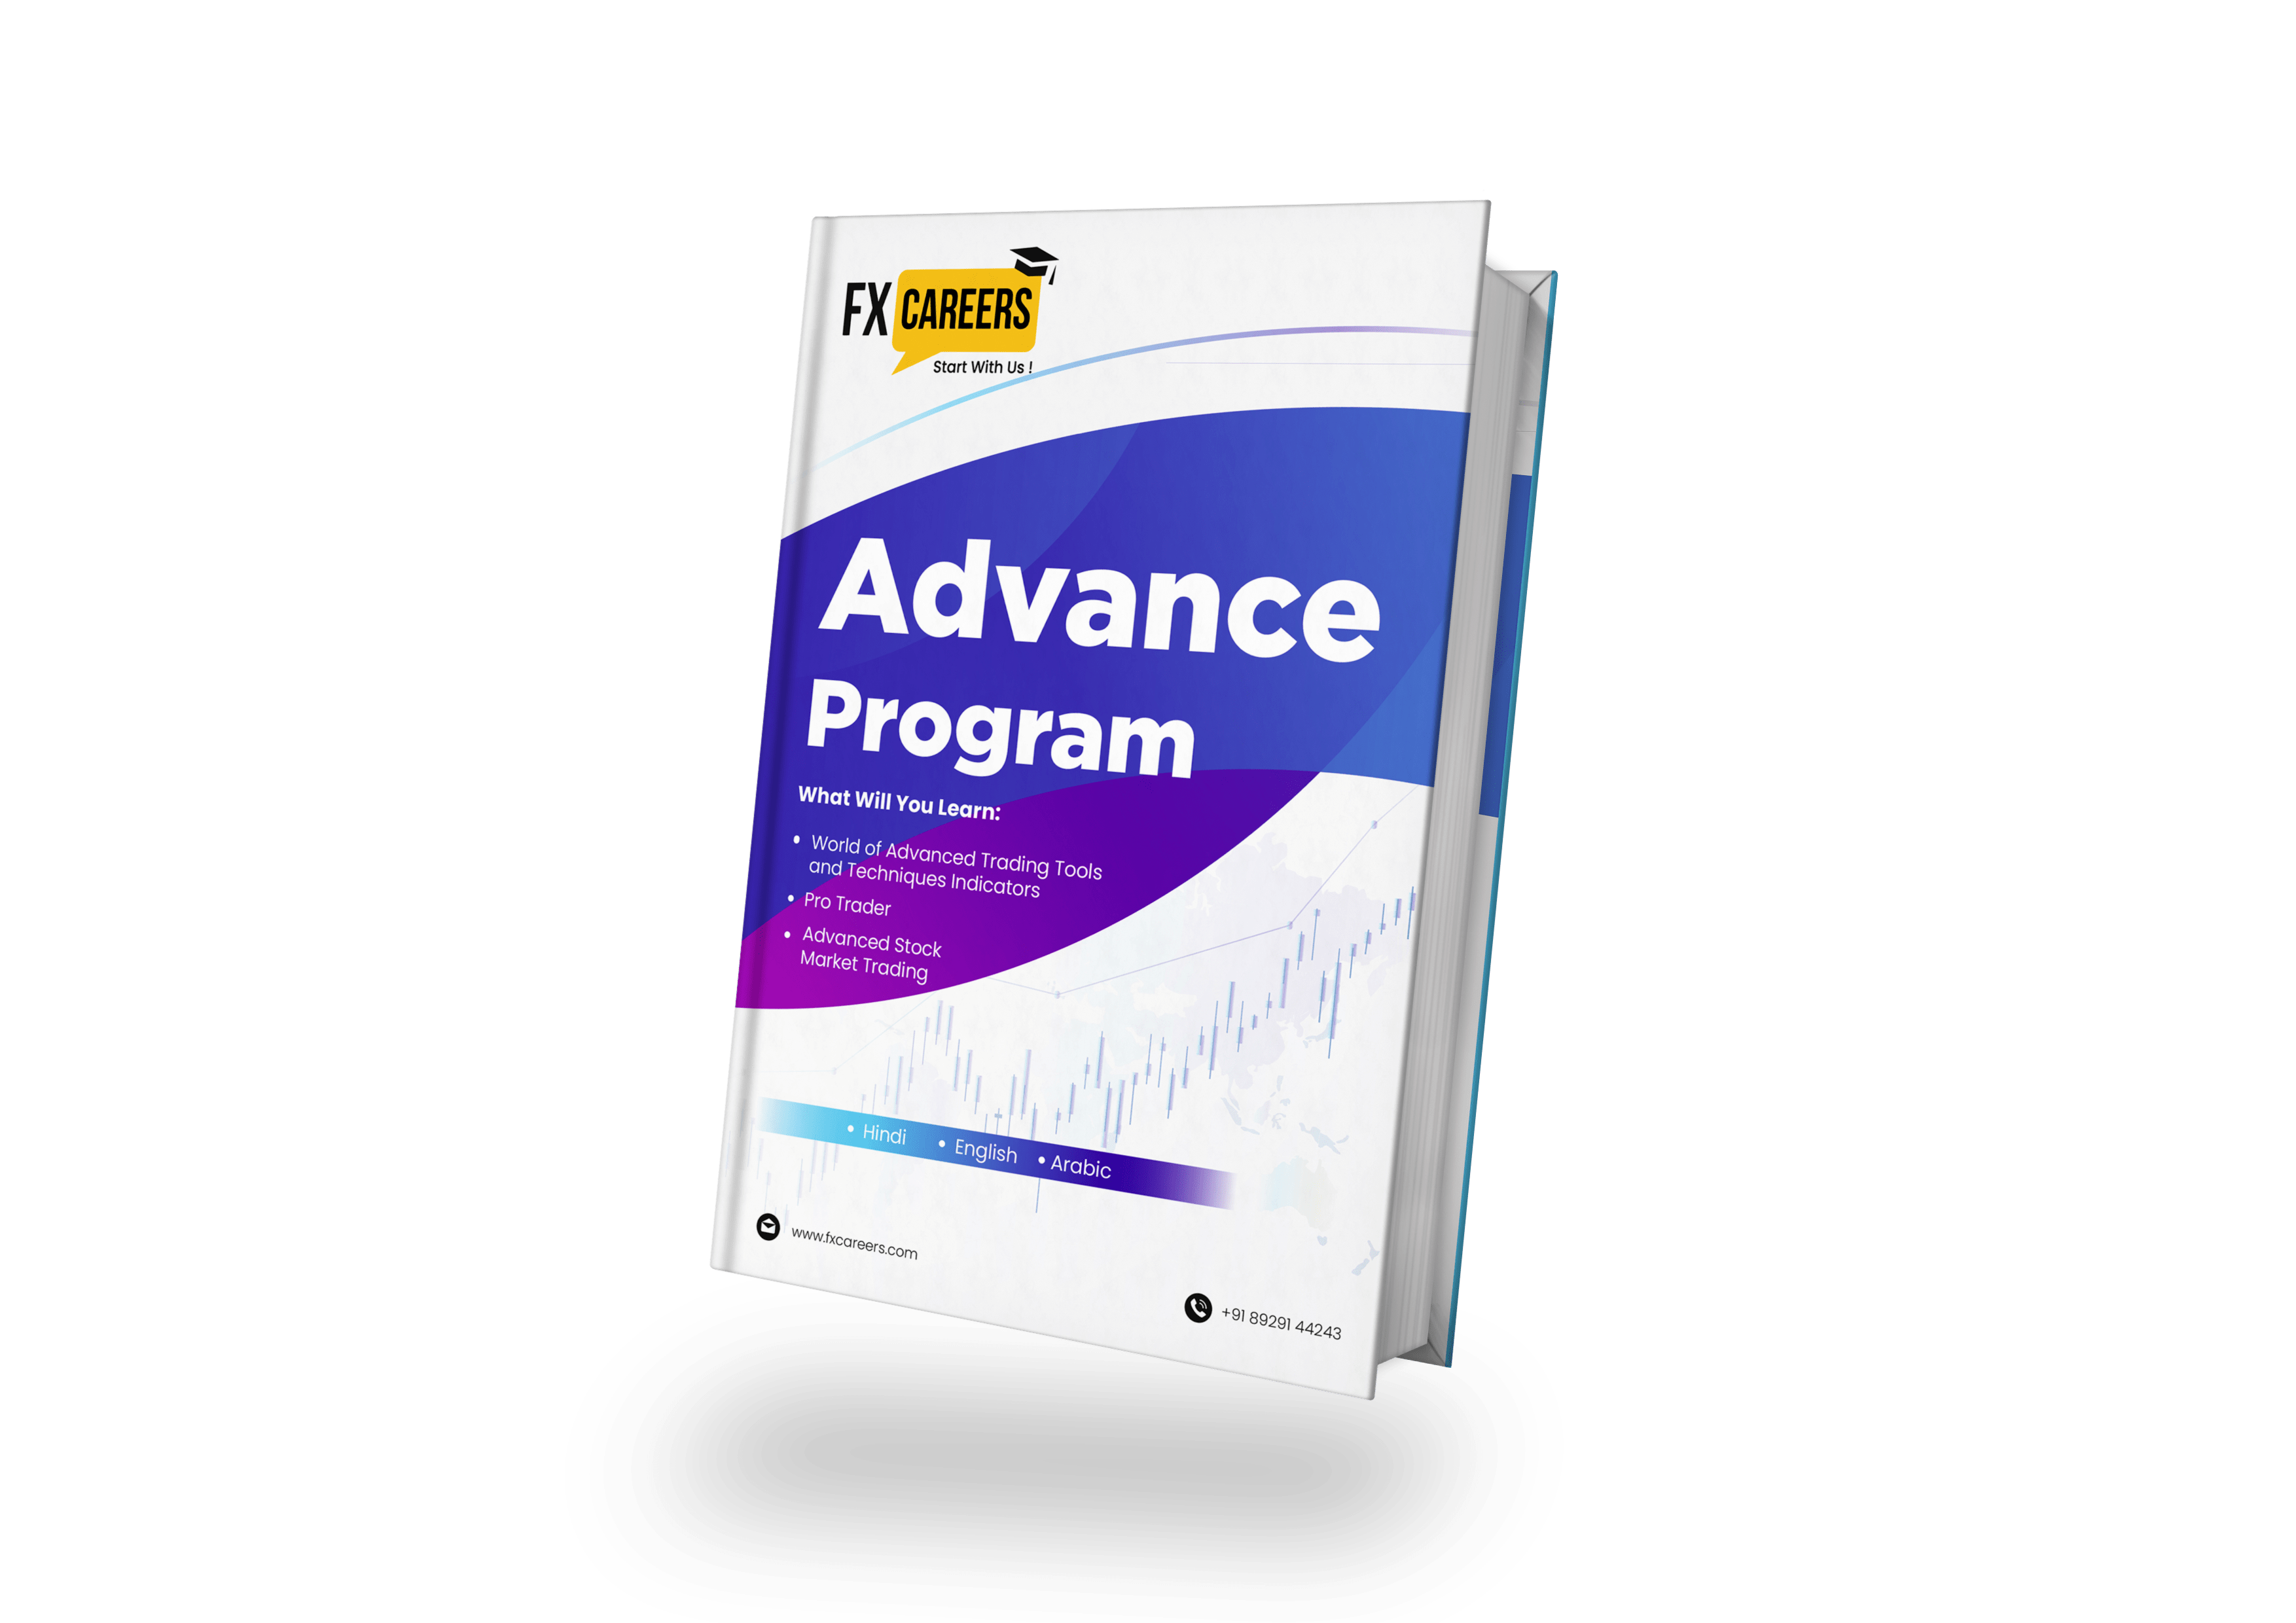 FX CAREERS
Start With Us !
Advance
Program
What Will You Learn:
• World of Advanced Trading Tools
and Techniques Indicators
• Pro Trader
• Advanced Stock
Market Trading
• Hindi • English • Arabic
www.fxcareers.com
+91 89291 44243